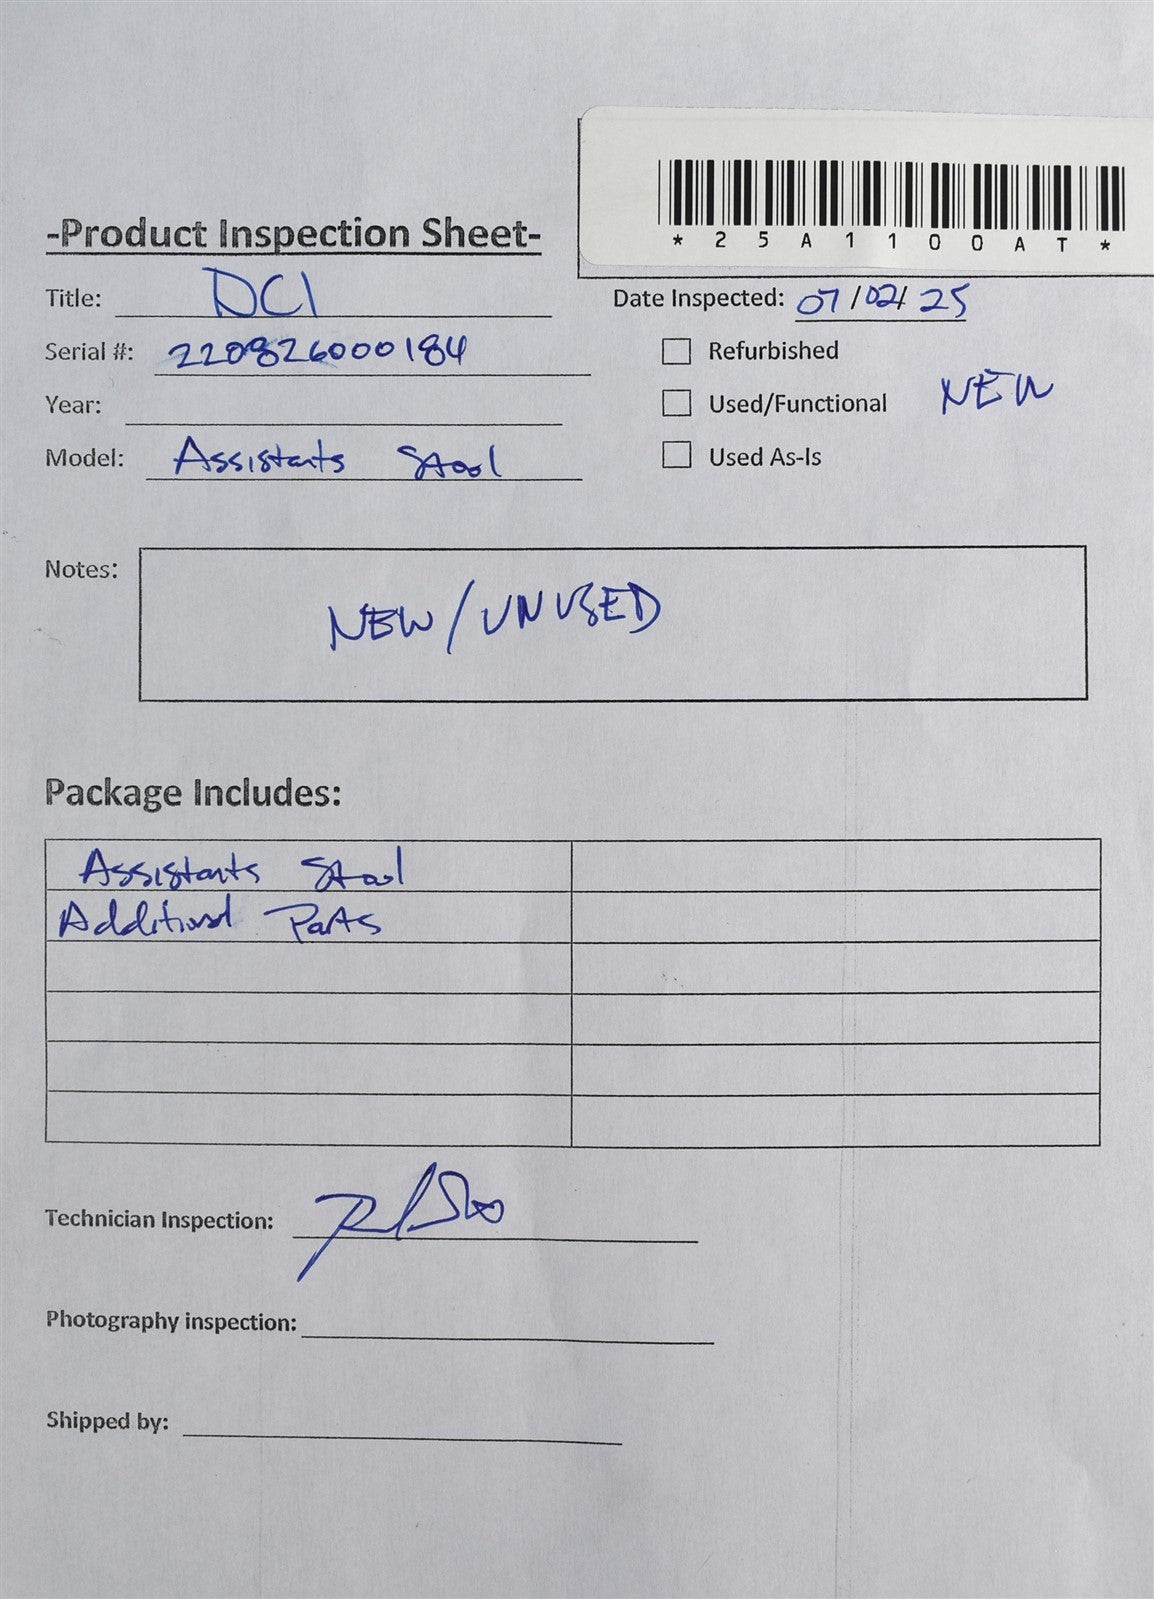 *25A1100AT*
-Product Inspection Sheet-
Title: DCI
Date Inspected: 07/02/25
Serial #: 220826000184
Refurbished
Year:
Used/Functional NEW
Model: Assistants Stool
Used As-Is
Notes: NEW/UNUSED
Package Includes:
Assistants Stool
Additional Parts
Technician Inspection:
Photography inspection:
Shipped by: